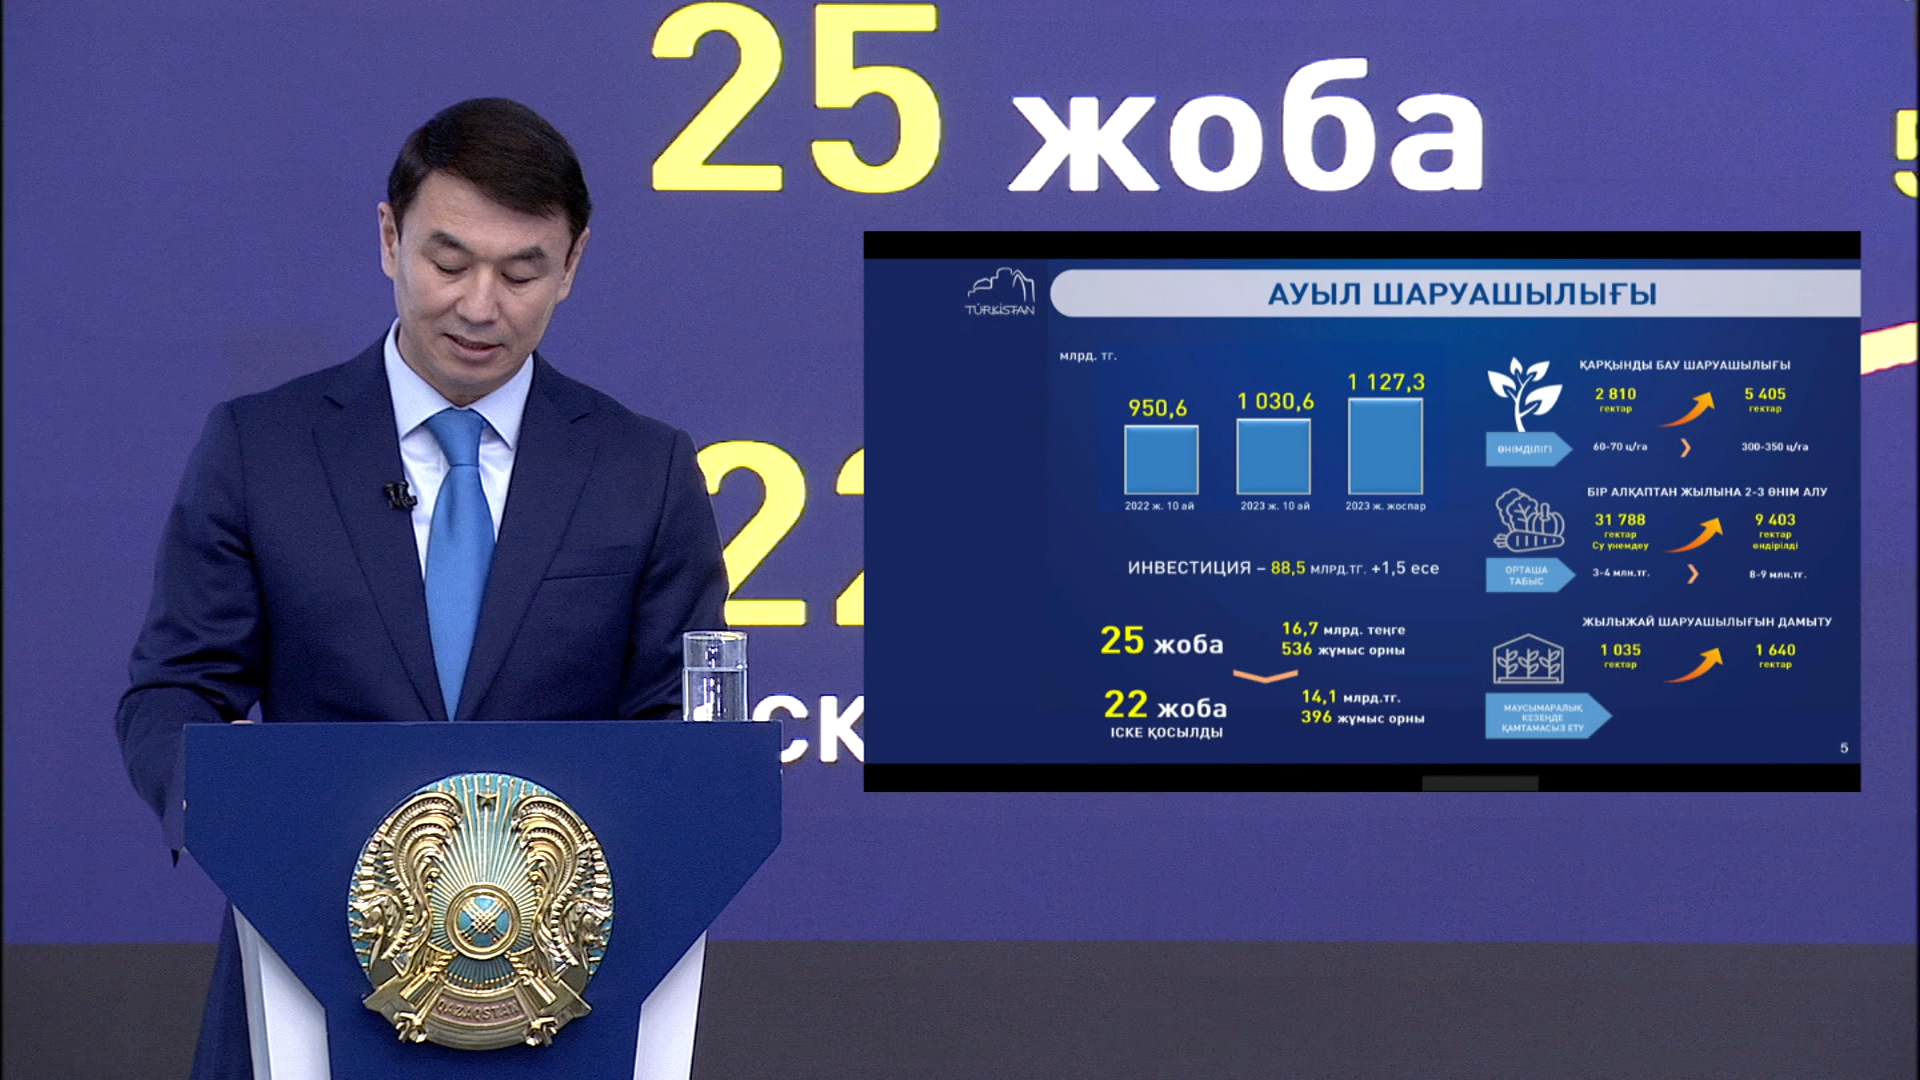 25 жоба
22
ск
5
TÜRKİSTAN
АУЫЛ ШАРУАШЫЛЫҒЫ
млрд. тг.
950,6
1 030,6
1 127,3
2022 ж. 10 ай
2023 ж. 10 ай
2023 ж. жоспар
ИНВЕСТИЦИЯ – 88,5 млрд.тг. +1,5 есе
25 жоба
16,7 млрд. теңге
536 жұмыс орны
22 жоба
ІСКЕ ҚОСЫЛДЫ
14,1 млрд.тг.
396 жұмыс орны
ҚАРҚЫНДЫ БАУ ШАРУАШЫЛЫҒЫ
2 810
гектар
5 405
гектар
ӨНІМДІЛІГІ
60-70 ц/га
300-350 ц/га
БІР АЛҚАПТАН ЖЫЛЫНА 2-3 ӨНІМ АЛУ
31 788
гектар
Су үнемдеу
9 403
гектар
өндірілді
ОРТАША
ТАБЫС
3-4 млн.тг.
8-9 млн.тг.
ЖЫЛЫЖАЙ ШАРУАШЫЛЫҒЫН ДАМЫТУ
1 035
гектар
1 640
гектар
МАУСЫМАРАЛЫҚ
КЕЗЕҢДЕ
ҚАМТАМАСЫЗ ЕТУ
5
QAZAQSTAN